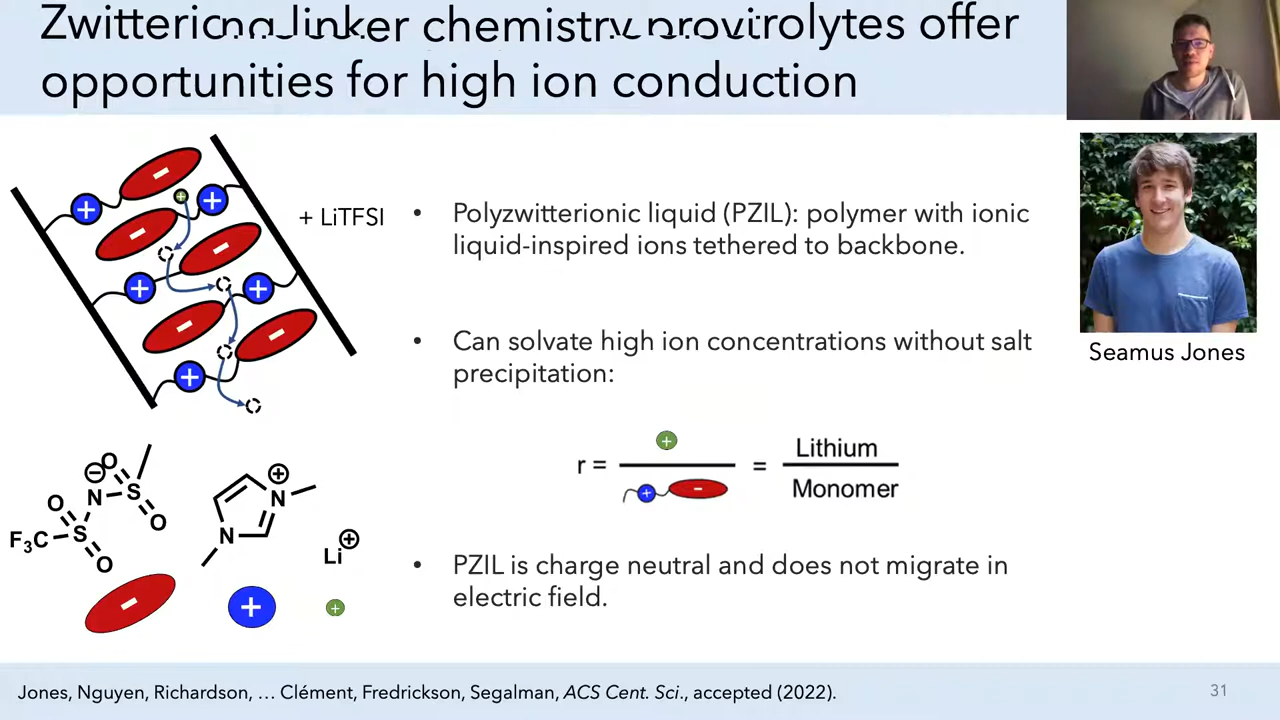 linker chemistry
rolytes offer
opportunities for high ion conduction
+ LiTFSI
• Polyzwitterionic liquid (PZIL): polymer with ionic
liquid-inspired ions tethered to backbone.
• Can solvate high ion concentrations without salt
precipitation:
r = + / + - = Lithium / Monomer
• PZIL is charge neutral and does not migrate in
electric field.
Seamus Jones
O
⊖
N
S
O
O
S
F3C
O
⊕
N
N
Li⊕
-
+
+
Jones, Nguyen, Richardson, … Clément, Fredrickson, Segalman, ACS Cent. Sci., accepted (2022).
31